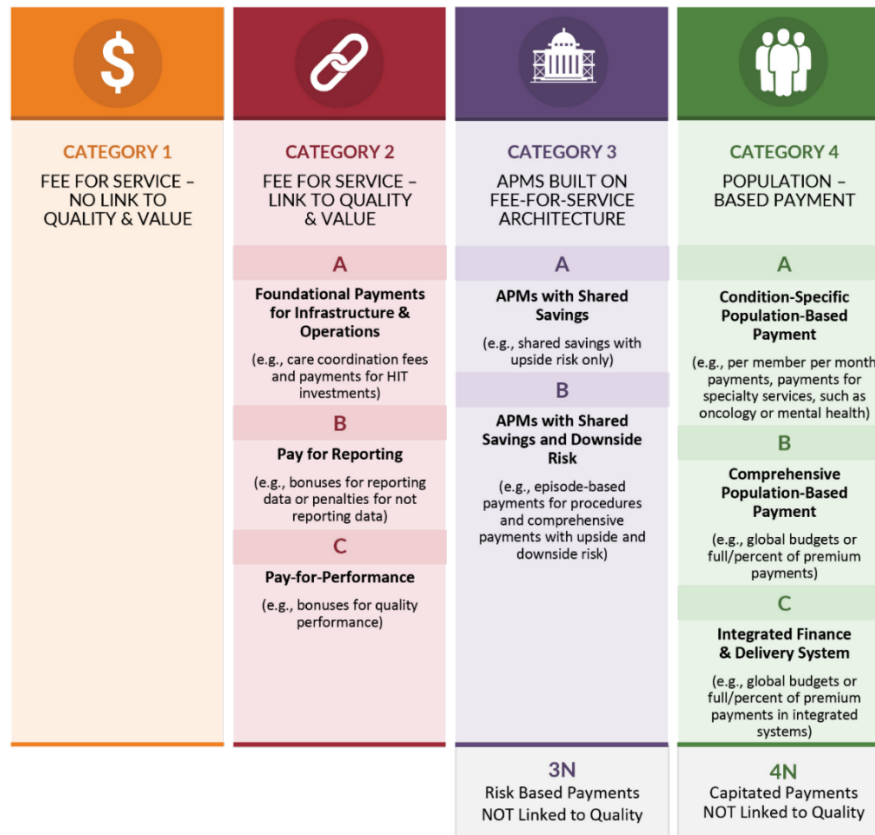 $
CATEGORY 1
FEE FOR SERVICE –
NO LINK TO
QUALITY & VALUE
CATEGORY 2
FEE FOR SERVICE –
LINK TO QUALITY
& VALUE
A
Foundational Payments
for Infrastructure &
Operations
(e.g., care coordination fees
and payments for HIT
investments)
B
Pay for Reporting
(e.g., bonuses for reporting
data or penalties for not
reporting data)
C
Pay-for-Performance
(e.g., bonuses for quality
performance)
CATEGORY 3
APMS BUILT ON
FEE-FOR-SERVICE
ARCHITECTURE
A
APMs with Shared
Savings
(e.g., shared savings with
upside risk only)
B
APMs with Shared
Savings and Downside
Risk
(e.g., episode-based
payments for procedures
and comprehensive
payments with upside and
downside risk)
3N
Risk Based Payments
NOT Linked to Quality
CATEGORY 4
POPULATION –
BASED PAYMENT
A
Condition-Specific
Population-Based
Payment
(e.g., per member per month
payments, payments for
specialty services, such as
oncology or mental health)
B
Comprehensive
Population-Based
Payment
(e.g., global budgets or
full/percent of premium
payments)
C
Integrated Finance
& Delivery System
(e.g., global budgets or
full/percent of premium
payments in integrated
systems)
4N
Capitated Payments
NOT Linked to Quality